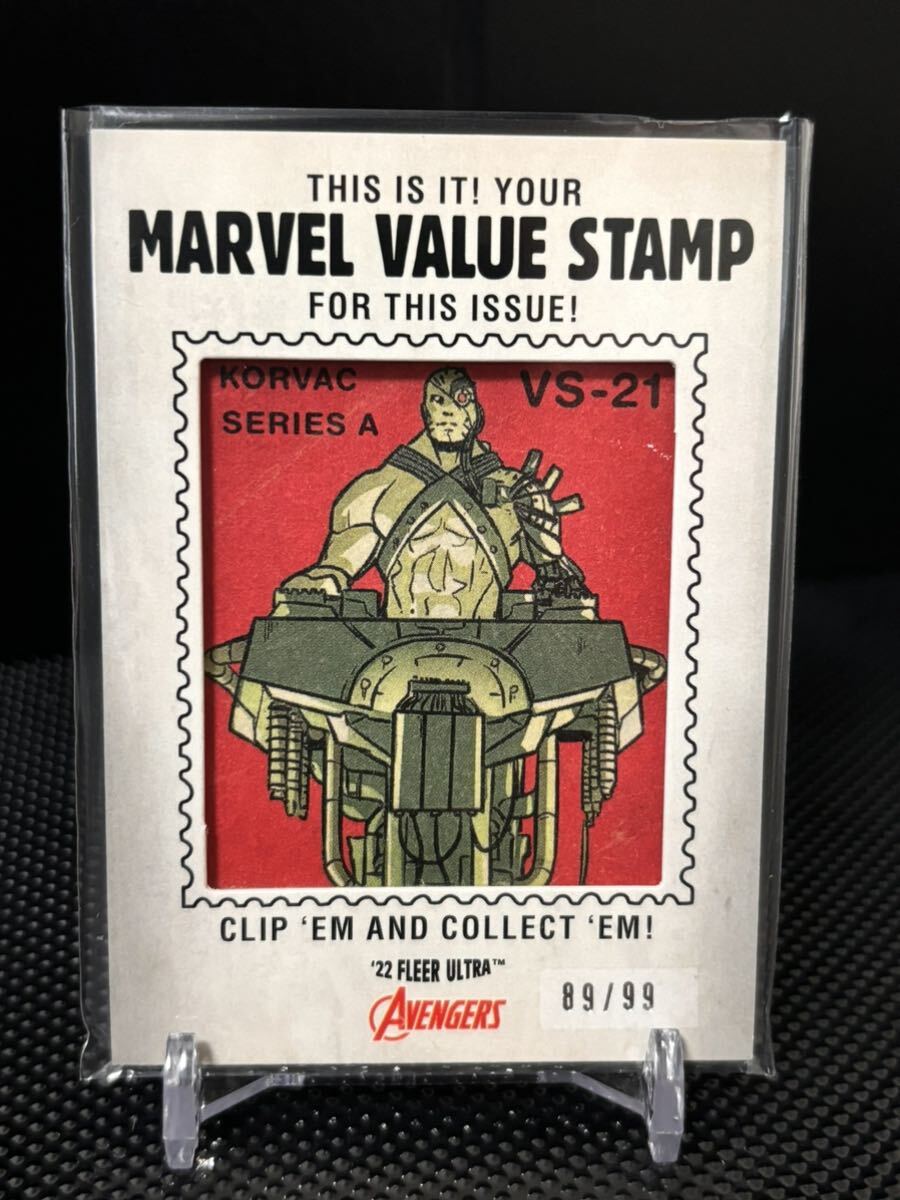 THIS IS IT! YOUR
MARVEL VALUE STAMP
FOR THIS ISSUE!
KORVAC
SERIES A
VS-21
CLIP ‘EM AND COLLECT ‘EM!
‘22 FLEER ULTRA™
AVENGERS
89/99